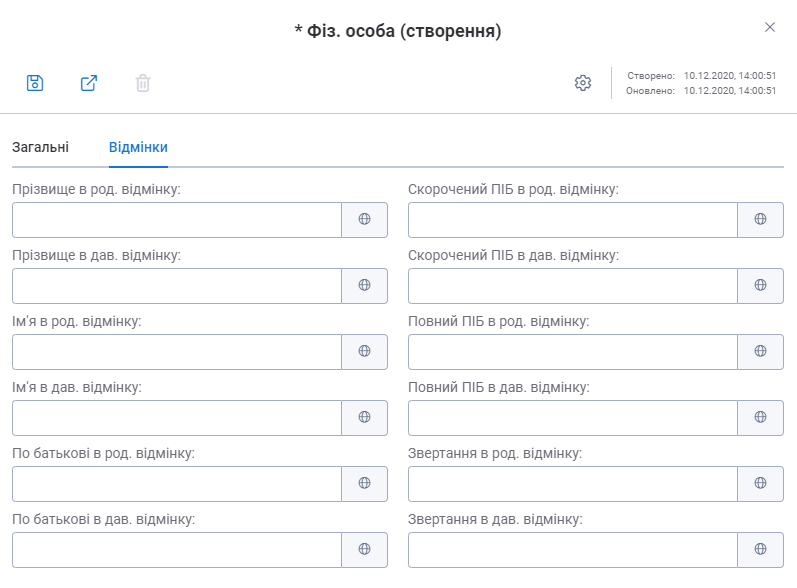 * Фіз. особа (створення)
Створено: 10.12.2020, 14:00:51
Оновлено: 10.12.2020, 14:00:51
Загальні Відмінки
Прізвище в род. відмінку:
Прізвище в дав. відмінку:
Ім'я в род. відмінку:
Ім'я в дав. відмінку:
По батькові в род. відмінку:
По батькові в дав. відмінку:
Скорочений ПІБ в род. відмінку:
Скорочений ПІБ в дав. відмінку:
Повний ПІБ в род. відмінку:
Повний ПІБ в дав. відмінку:
Звертання в род. відмінку:
Звертання в дав. відмінку: